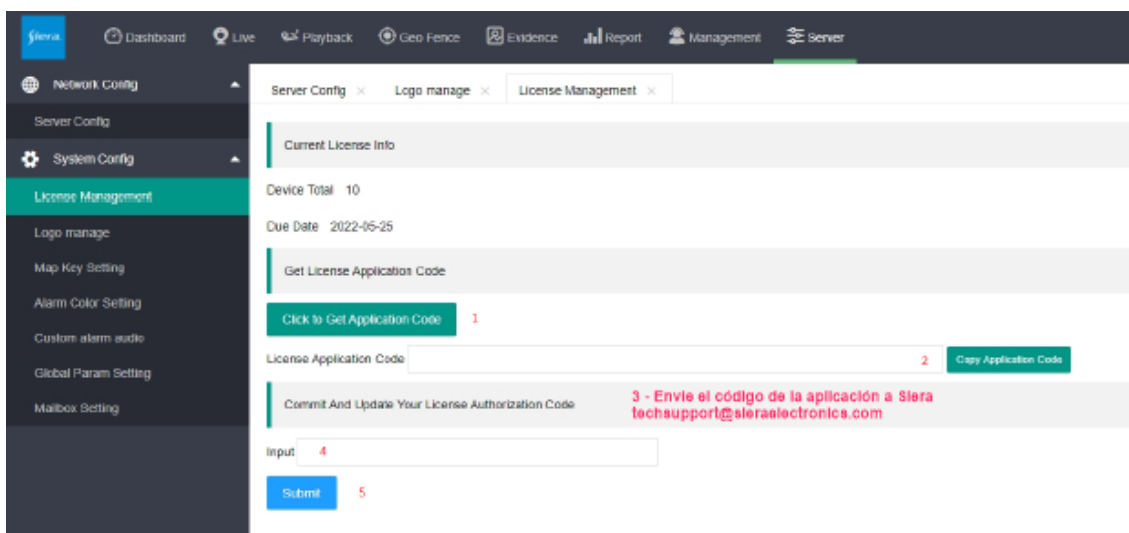 Siera
Dashboard
Live
Playback
Geo Fence
Evidence
Report
Management
Server
Network Config
Server Config
System Config
License Management
Logo manage
Map Key Setting
Alarm Color Setting
Custom alarm audio
Global Param Setting
Mailbox Setting
Server Config ×
Logo manage ×
License Management ×
Current License Info
Device Total 10
Due Date 2022-05-25
Get License Application Code
Click to Get Application Code 1
License Application Code 2 Copy Application Code
Commit And Update Your License Authorization Code
3 - Envie el código de la aplicación a Siera
techsupport@sieraelectronics.com
Input 4
Submit 5